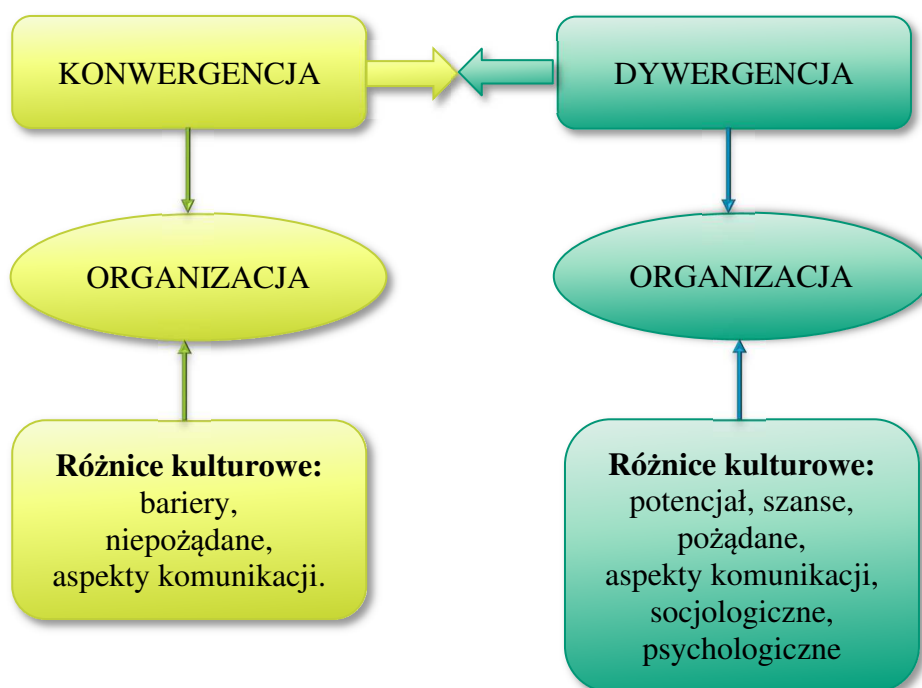 KONWERGENCJA
DYWERGENCJA
ORGANIZACJA
ORGANIZACJA
Różnice kulturowe:
bariery,
niepożądane,
aspekty komunikacji.
Różnice kulturowe:
potencjał, szanse,
pożądane,
aspekty komunikacji,
socjologiczne,
psychologiczne